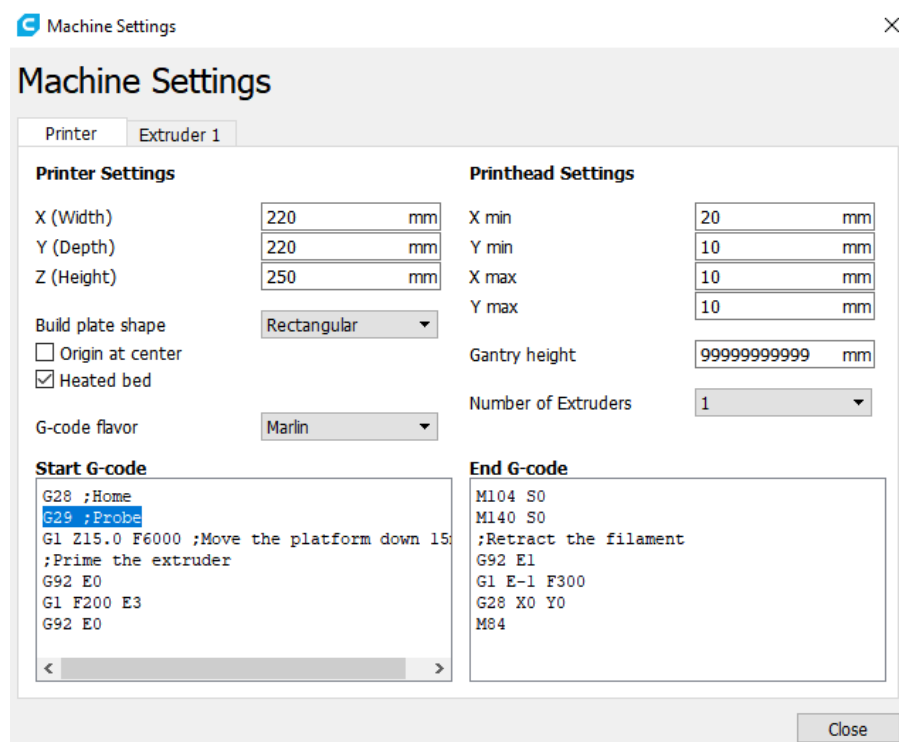 Machine Settings
Machine Settings
Printer
Extruder 1
Printer Settings
X (Width)
220 mm
Y (Depth)
220 mm
Z (Height)
250 mm
Build plate shape
Rectangular
Origin at center
Heated bed
G-code flavor
Marlin
Printhead Settings
X min
20 mm
Y min
10 mm
X max
10 mm
Y max
10 mm
Gantry height
99999999999 mm
Number of Extruders
1
Start G-code
G28 ;Home
G29 ;Probe
G1 Z15.0 F6000 ;Move the platform down 15
;Prime the extruder
G92 E0
G1 F200 E3
G92 E0
End G-code
M104 S0
M140 S0
;Retract the filament
G92 E1
G1 E-1 F300
G28 X0 Y0
M84
Close